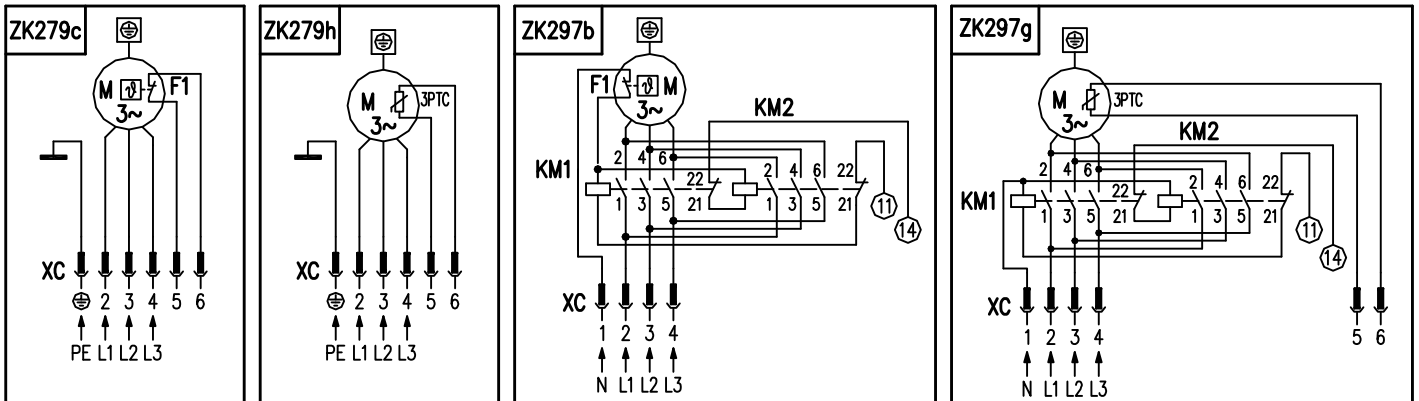 ZK279c
M
ϑ
F1
3~
XC
2 3 4 5 6
PE L1 L2 L3
ZK279h
M
3PTC
3~
XC
2 3 4 5 6
PE L1 L2 L3
ZK297b
F1
ϑ
M
3~
KM2
KM1
2 4 6 22 2 4 6 22
1 3 5 21 1 3 5 21
11
14
XC
1 2 3 4
N L1 L2 L3
ZK297g
M
3PTC
3~
KM2
KM1
2 4 6 22 2 4 6 22
1 3 5 21 1 3 5 21
11
14
XC
1 2 3 4 5 6
N L1 L2 L3